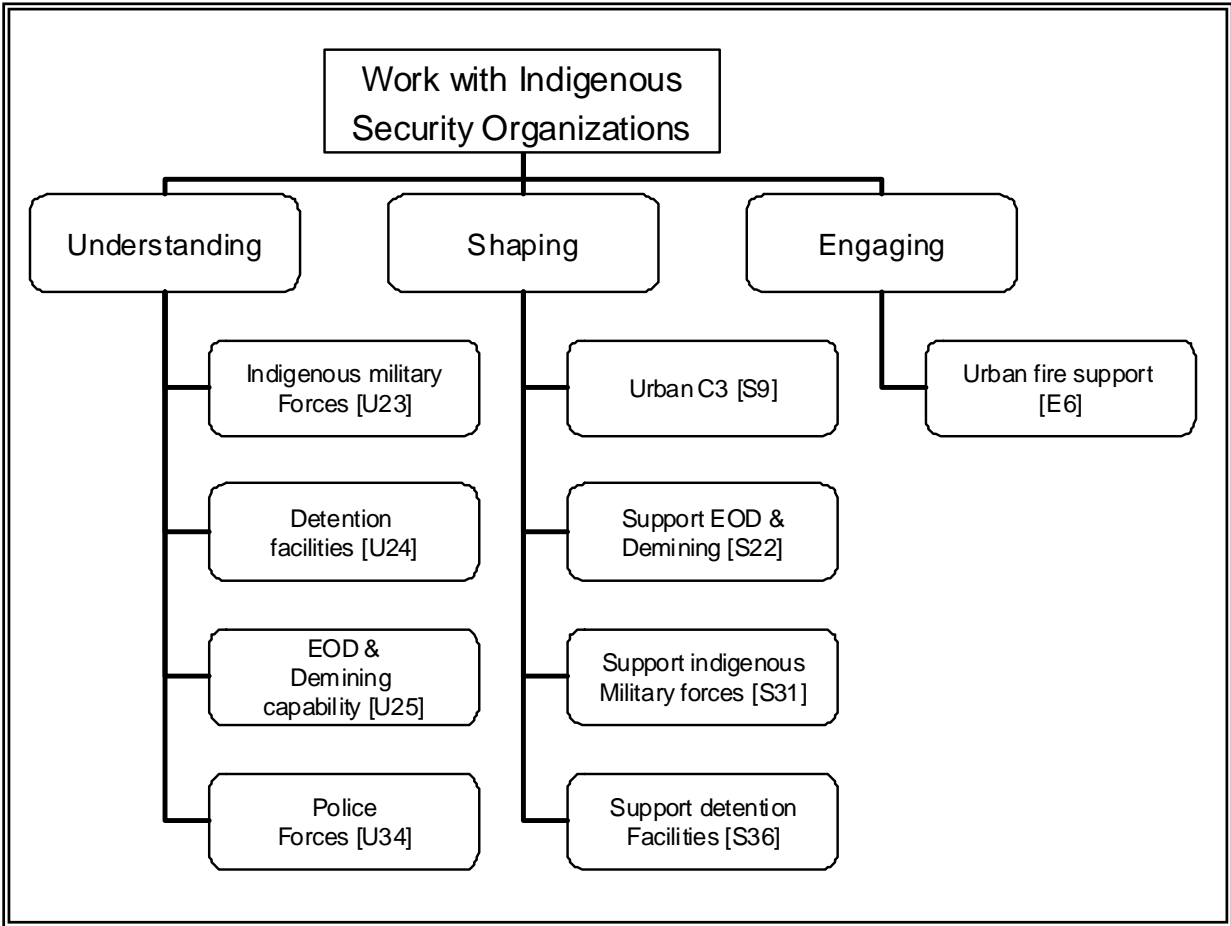 Work with Indigenous
Security Organizations
Understanding
Shaping
Engaging
Indigenous military
Forces [U23]
Urban C3 [S9]
Urban fire support
[E6]
Detention
facilities [U24]
Support EOD &
Demining [S22]
EOD &
Demining
capability [U25]
Support indigenous
Military forces [S31]
Police
Forces [U34]
Support detention
Facilities [S36]